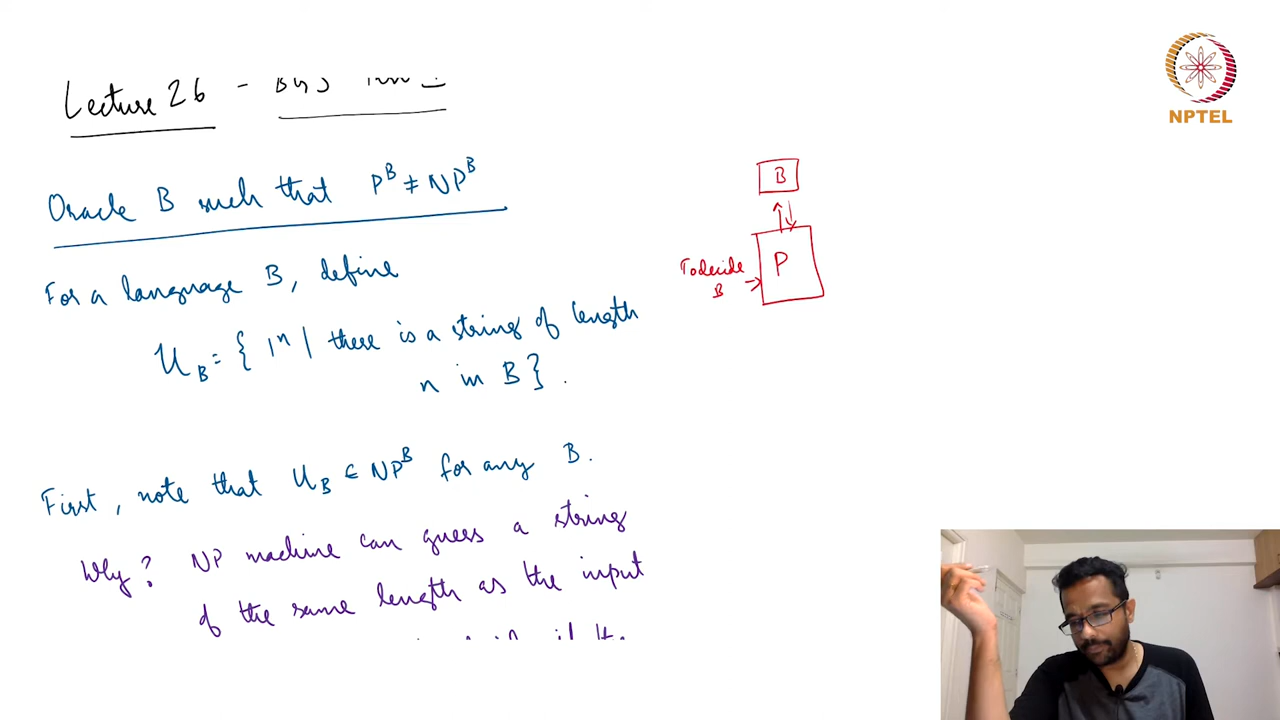 Lecture 26 -
NPTEL
Oracle B such that P^B ≠ NP^B
For a language B, define
U_B = { 1^n | there is a string of length
n in B } .
B
P
To decide
B
First, note that U_B ∈ NP^B for any B.
Why? NP machine can guess a string
of the same length as the input